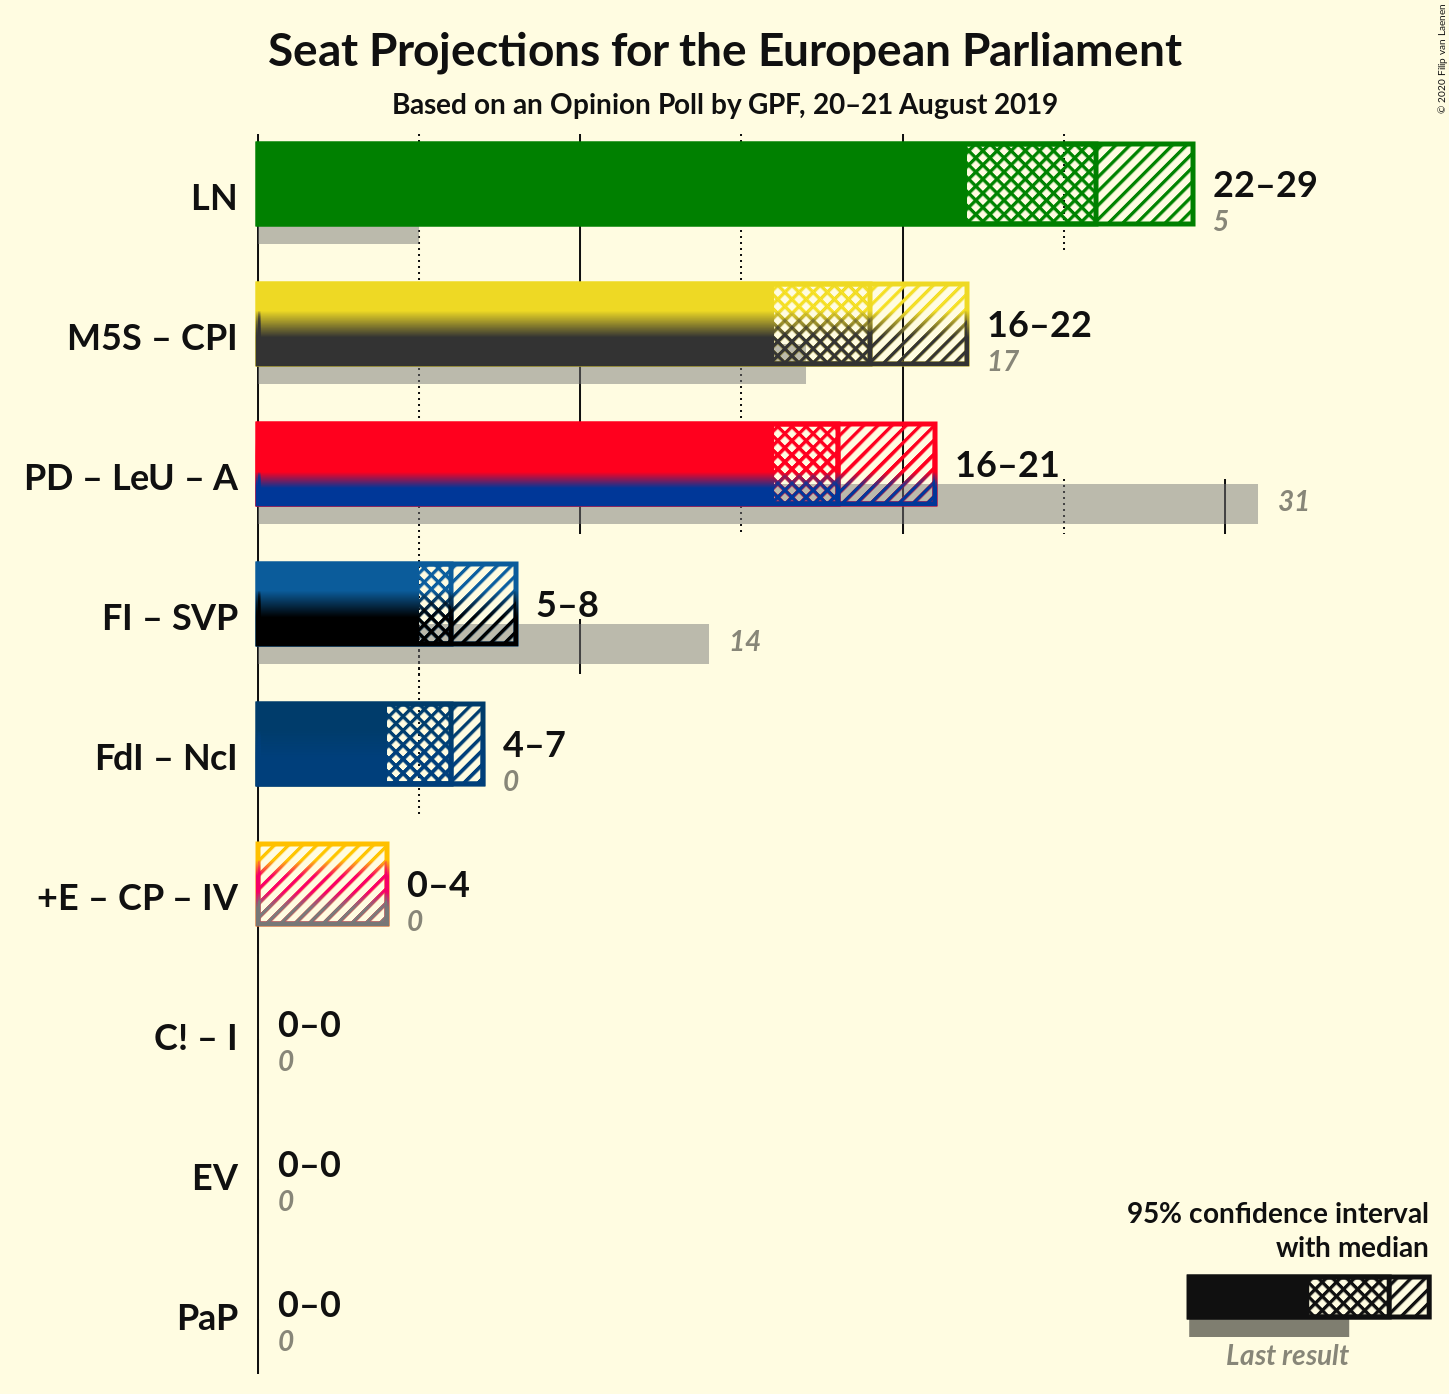 Seat Projections for the European Parliament
Based on an Opinion Poll by GPF, 20–21 August 2019
© 2020 Filip van Laenen
LN
22–29
5
M5S – CPI
16–22
17
PD – LeU – A
16–21
31
FI – SVP
5–8
14
FdI – NcI
4–7
0
+E – CP – IV
0–4
0
C! – I
0–0
0
EV
0–0
0
PaP
0–0
0
95% confidence interval
with median
Last result